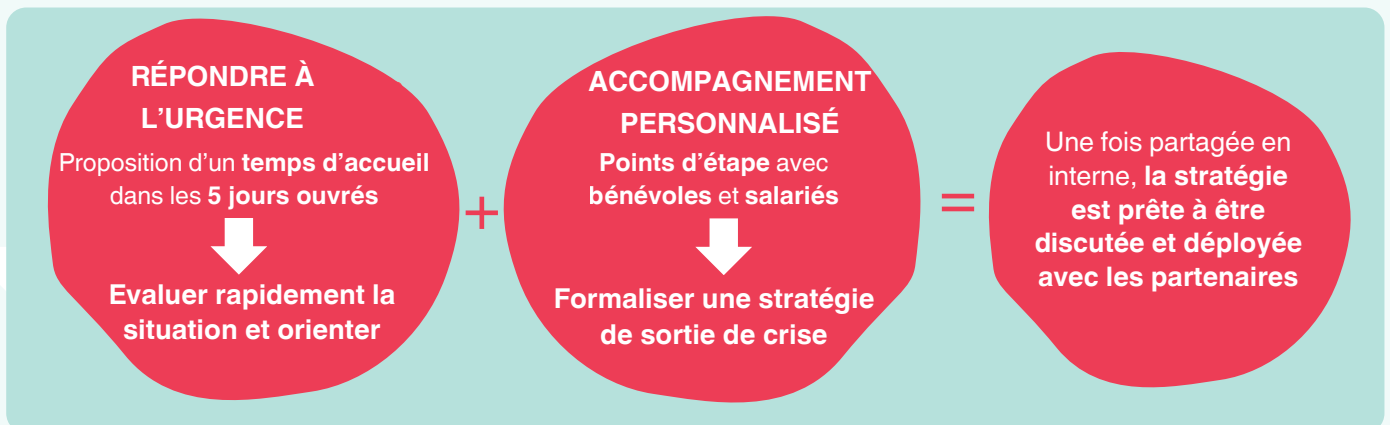 RÉPONDRE À
L’URGENCE
Proposition d’un temps d’accueil
dans les 5 jours ouvrés
Evaluer rapidement la
situation et orienter
+
ACCOMPAGNEMENT
PERSONNALISÉ
Points d’étape avec
bénévoles et salariés
Formaliser une stratégie
de sortie de crise
=
Une fois partagée en
interne, la stratégie
est prête à être
discutée et déployée
avec les partenaires